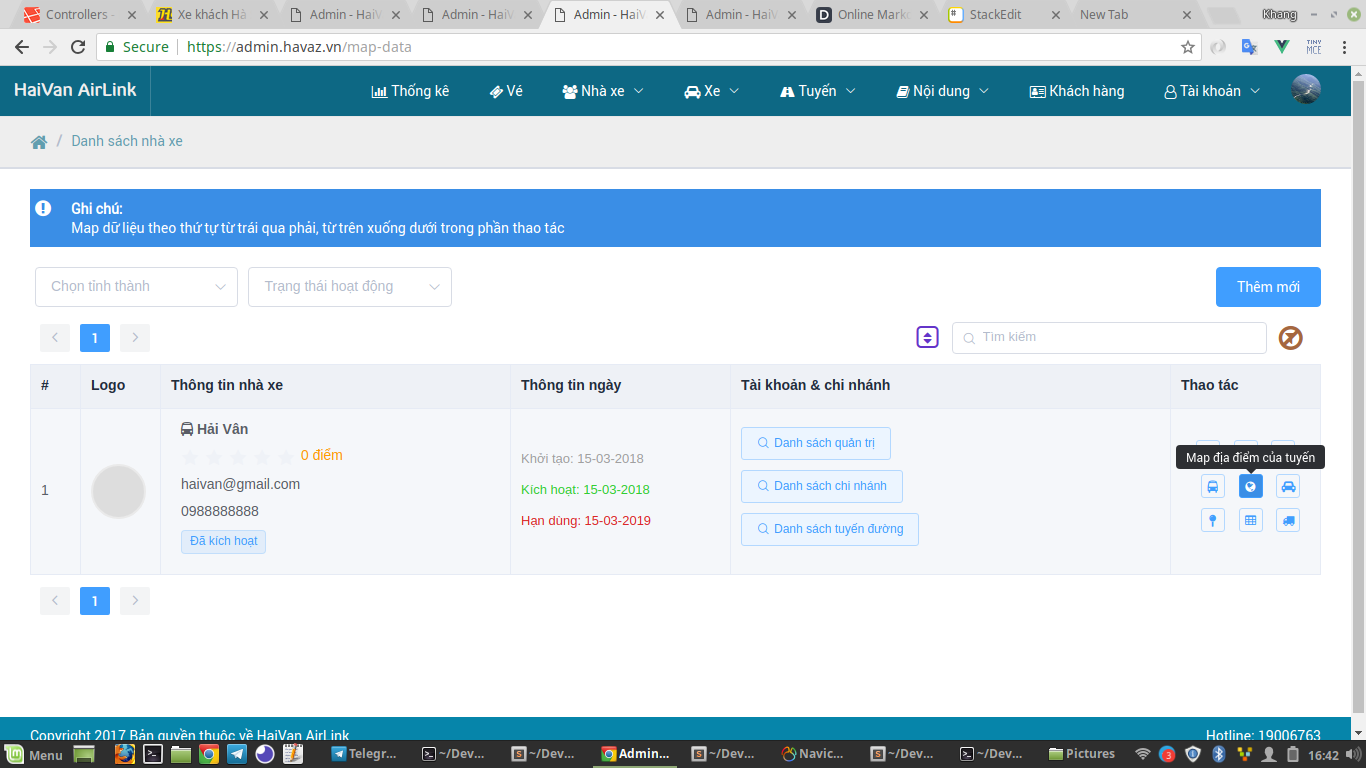 Controllers -
Xe khách Hà
Admin - HaiV
Admin - HaiV
Admin - HaiV
Admin - HaiV
Online Mark
StackEdit
New Tab
Khang
Secure
https://admin.havaz.vn/map-data
TINY
MCE
HaiVan AirLink
Thống kê
Vé
Nhà xe
Xe
Tuyến
Nội dung
Khách hàng
Tài khoản
/ Danh sách nhà xe
Ghi chú:
Map dữ liệu theo thứ tự từ trái qua phải, từ trên xuống dưới trong phần thao tác
Chọn tỉnh thành
Trạng thái hoạt động
Thêm mới
1
Tìm kiếm
#
Logo
Thông tin nhà xe
Thông tin ngày
Tài khoản & chi nhánh
Thao tác
1
Hải Vân
0 điểm
haivan@gmail.com
0988888888
Đã kích hoạt
Khởi tạo: 15-03-2018
Kích hoạt: 15-03-2018
Hạn dùng: 15-03-2019
Danh sách quản trị
Danh sách chi nhánh
Danh sách tuyến đường
Map địa điểm của tuyến
1
Copyright 2017 Bản quyền thuộc về HaiVan AirLink
Hotline: 19006763
Menu
Telegr...
~/Dev...
~/Dev...
Admin...
~/Dev...
Navic...
~/Dev...
~/Dev...
Pictures
3
16:42